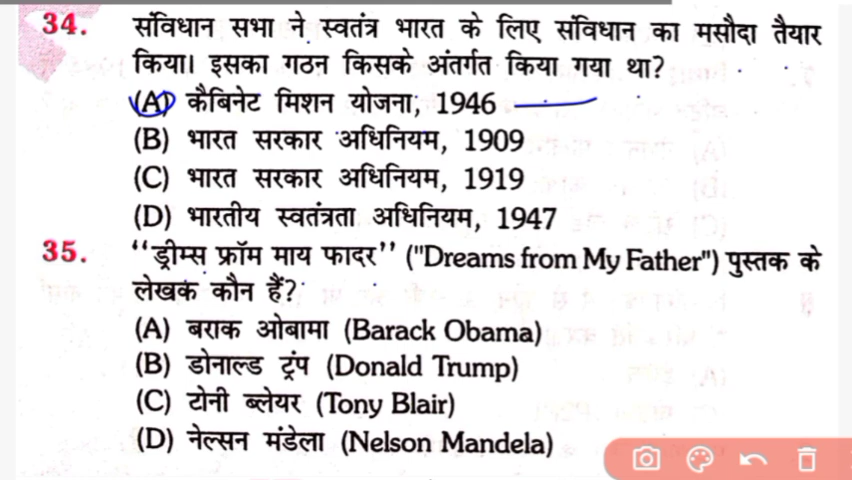 34. संविधान सभा ने स्वतंत्र भारत के लिए संविधान का मसौदा तैयार
किया। इसका गठन किसके अंतर्गत किया गया था?
(A) कैबिनेट मिशन योजना, 1946
(B) भारत सरकार अधिनियम, 1909
(C) भारत सरकार अधिनियम, 1919
(D) भारतीय स्वतंत्रता अधिनियम, 1947
35. “ड्रीम्स फ्रॉम माय फादर” ("Dreams from My Father") पुस्तक के
लेखक कौन हैं?
(A) बराक ओबामा (Barack Obama)
(B) डोनाल्ड ट्रंप (Donald Trump)
(C) टोनी ब्लेयर (Tony Blair)
(D) नेल्सन मंडेला (Nelson Mandela)